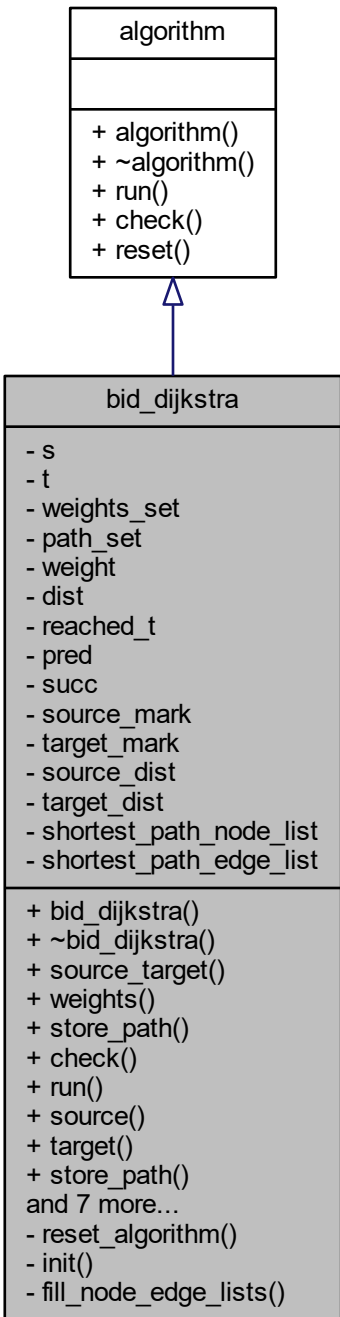 algorithm
+ algorithm()
+ ~algorithm()
+ run()
+ check()
+ reset()
bid_dijkstra
- s
- t
- weights_set
- path_set
- weight
- dist
- reached_t
- pred
- succ
- source_mark
- target_mark
- source_dist
- target_dist
- shortest_path_node_list
- shortest_path_edge_list
+ bid_dijkstra()
+ ~bid_dijkstra()
+ source_target()
+ weights()
+ store_path()
+ check()
+ run()
+ source()
+ target()
+ store_path()
and 7 more...
- reset_algorithm()
- init()
- fill_node_edge_lists()